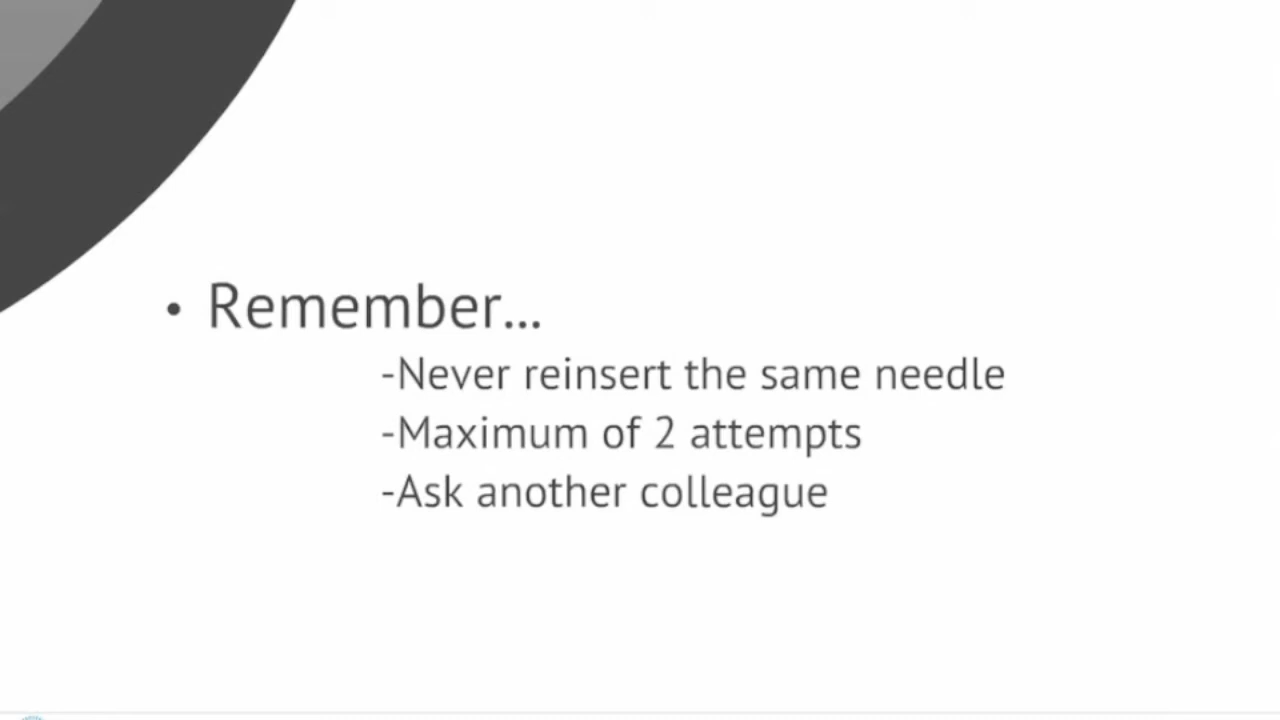 • Remember...
-Never reinsert the same needle
-Maximum of 2 attempts
-Ask another colleague